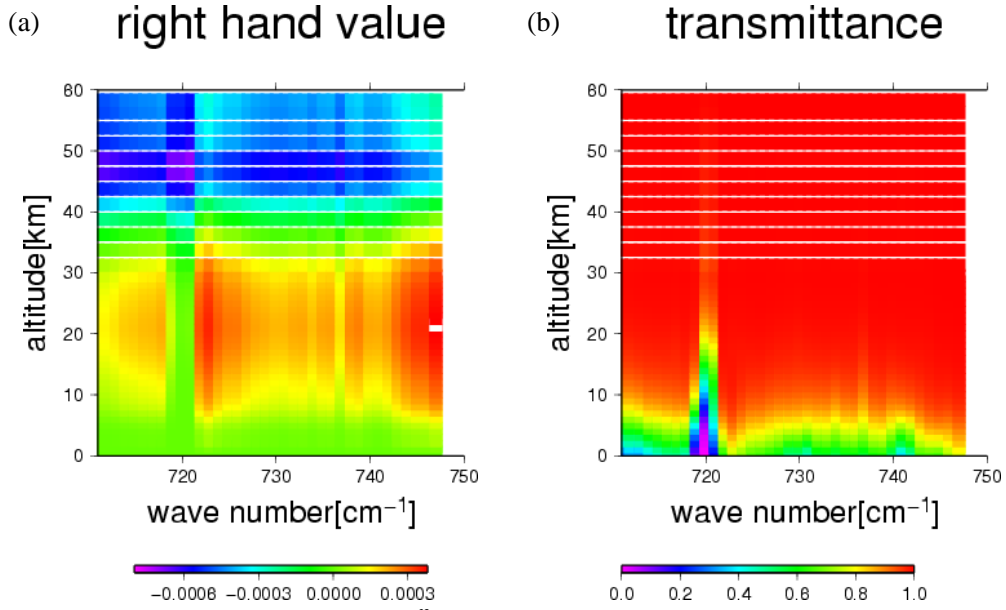 (a) right hand value
(b) transmittance
60
50
40
30
20
10
0
altitude[km]
720 730 740 750
wave number[cm⁻¹]
−0.0006 −0.0003 0.0000 0.0003
60
50
40
30
20
10
0
altitude[km]
720 730 740 750
wave number[cm⁻¹]
0.0 0.2 0.4 0.6 0.8 1.0